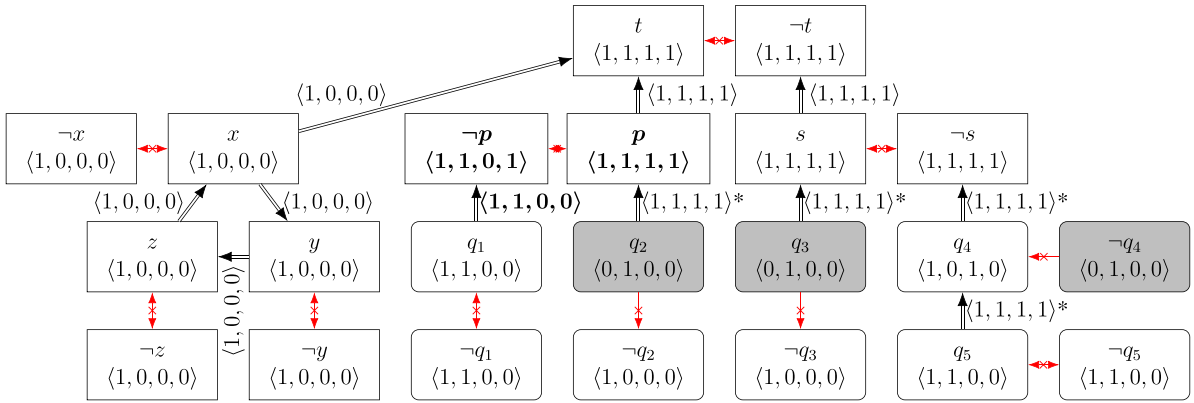 t
⟨1, 1, 1, 1⟩
¬t
⟨1, 1, 1, 1⟩
⟨1, 0, 0, 0⟩
⟨1, 1, 1, 1⟩
⟨1, 1, 1, 1⟩
¬x
⟨1, 0, 0, 0⟩
x
⟨1, 0, 0, 0⟩
¬p
⟨1, 1, 0, 1⟩
p
⟨1, 1, 1, 1⟩
s
⟨1, 1, 1, 1⟩
¬s
⟨1, 1, 1, 1⟩
⟨1, 0, 0, 0⟩
⟨1, 0, 0, 0⟩
⟨1, 1, 0, 0⟩
⟨1, 1, 1, 1⟩*
⟨1, 1, 1, 1⟩*
⟨1, 1, 1, 1⟩*
z
⟨1, 0, 0, 0⟩
y
⟨1, 0, 0, 0⟩
q₁
⟨1, 1, 0, 0⟩
q₂
⟨0, 1, 0, 0⟩
q₃
⟨0, 1, 0, 0⟩
q₄
⟨1, 0, 1, 0⟩
¬q₄
⟨0, 1, 0, 0⟩
⟨1, 0, 0, 0⟩
⟨1, 1, 1, 1⟩*
¬z
⟨1, 0, 0, 0⟩
¬y
⟨1, 0, 0, 0⟩
¬q₁
⟨1, 1, 0, 0⟩
¬q₂
⟨1, 0, 0, 0⟩
¬q₃
⟨1, 0, 0, 0⟩
q₅
⟨1, 1, 0, 0⟩
¬q₅
⟨1, 1, 0, 0⟩